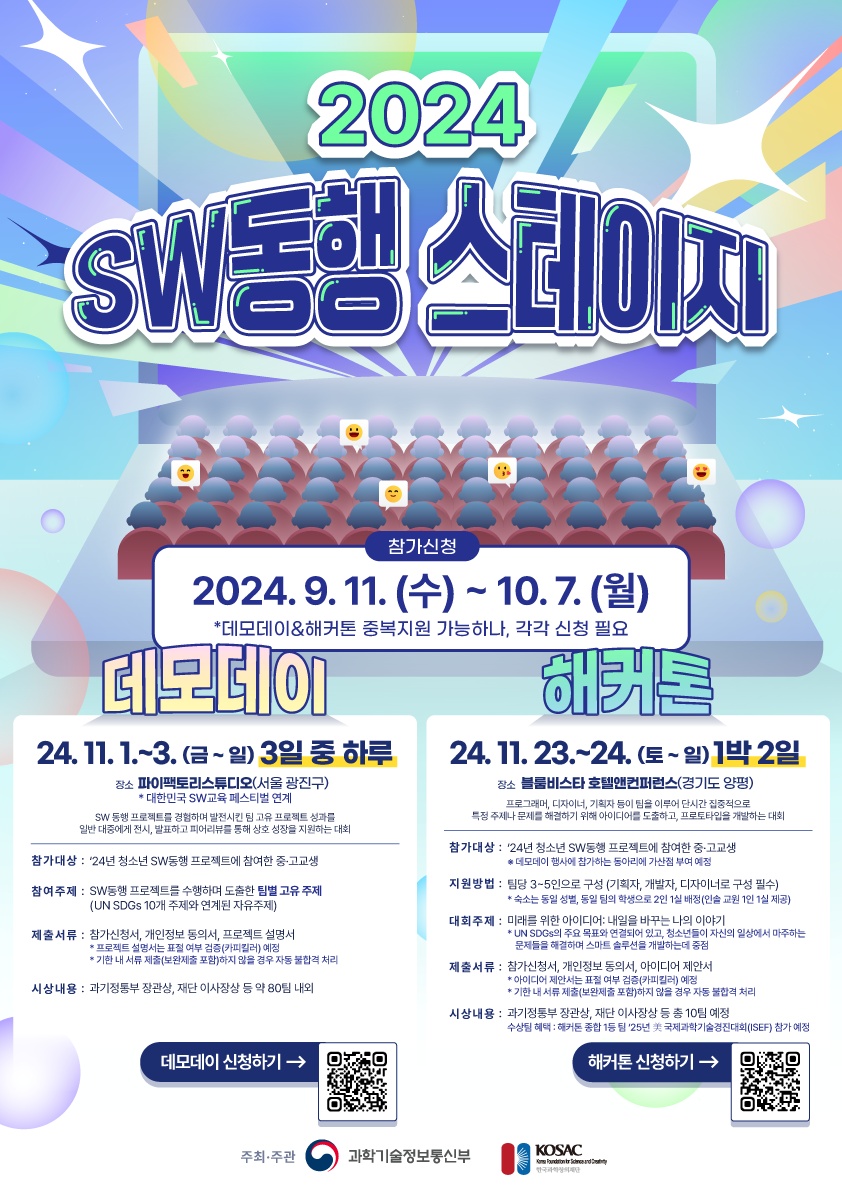 2024
SW동행 스테이지
참가신청
2024. 9. 11. (수) ~ 10. 7. (월)
*데모데이&해커톤 중복지원 가능하나, 각각 신청 필요
데모데이
24. 11. 1.~3. (금 ~ 일) 3일 중 하루
장소 파이팩토리스튜디오(서울 광진구)
* 대한민국 SW교육 페스티벌 연계
SW 동행 프로젝트를 경험하며 발전시킨 팀 고유 프로젝트 성과를
일반 대중에게 전시, 발표하고 피어리뷰를 통해 상호 성장을 지원하는 대회
참가대상 : '24년 청소년 SW동행 프로젝트에 참여한 중·고교생
참여주제 : SW동행 프로젝트를 수행하며 도출한 팀별 고유 주제
(UN SDGs 10개 주제와 연계된 자유주제)
제출서류 : 참가신청서, 개인정보 동의서, 프로젝트 설명서
* 프로젝트 설명서는 표절 여부 검증(카피킬러) 예정
* 기한 내 서류 제출(보완제출 포함)하지 않을 경우 자동 불합격 처리
시상내용 : 과기정통부 장관상, 재단 이사장상 등 약 80팀 내외
데모데이 신청하기 →
해커톤
24. 11. 23.~24. (토 ~ 일) 1박 2일
장소 블룸비스타 호텔앤컨퍼런스(경기도 양평)
프로그래머, 디자이너, 기획자 등이 팀을 이루어 단시간 집중적으로
특정 주제나 문제를 해결하기 위해 아이디어를 도출하고, 프로토타입을 개발하는 대회
참가대상 : '24년 청소년 SW동행 프로젝트에 참여한 중·고교생
※ 데모데이 행사에 참가하는 동아리에 가산점 부여 예정
지원방법 : 팀당 3~5인으로 구성 (기획자, 개발자, 디자이너로 구성 필수)
* 숙소는 동일 성별, 동일 팀의 학생으로 2인 1실 배정(인솔 교원 1인 1실 제공)
대회주제 : 미래를 위한 아이디어: 내일을 바꾸는 나의 이야기
* UN SDGs의 주요 목표와 연결되어 있고, 청소년들이 자신의 일상에서 마주하는
문제들을 해결하며 스마트 솔루션을 개발하는데 중점
제출서류 : 참가신청서, 개인정보 동의서, 아이디어 제안서
* 아이디어 제안서는 표절 여부 검증(카피킬러) 예정
* 기한 내 서류 제출(보완제출 포함)하지 않을 경우 자동 불합격 처리
시상내용 : 과기정통부 장관상, 재단 이사장상 등 총 10팀 예정
수상팀 혜택 : 해커톤 종합 1등 팀 '25년 美 국제과학기술경진대회(ISEF) 참가 예정
해커톤 신청하기 →
주최·주관 과학기술정보통신부
KOSAC
Korea Foundation for Science and Creativity
한국과학창의재단